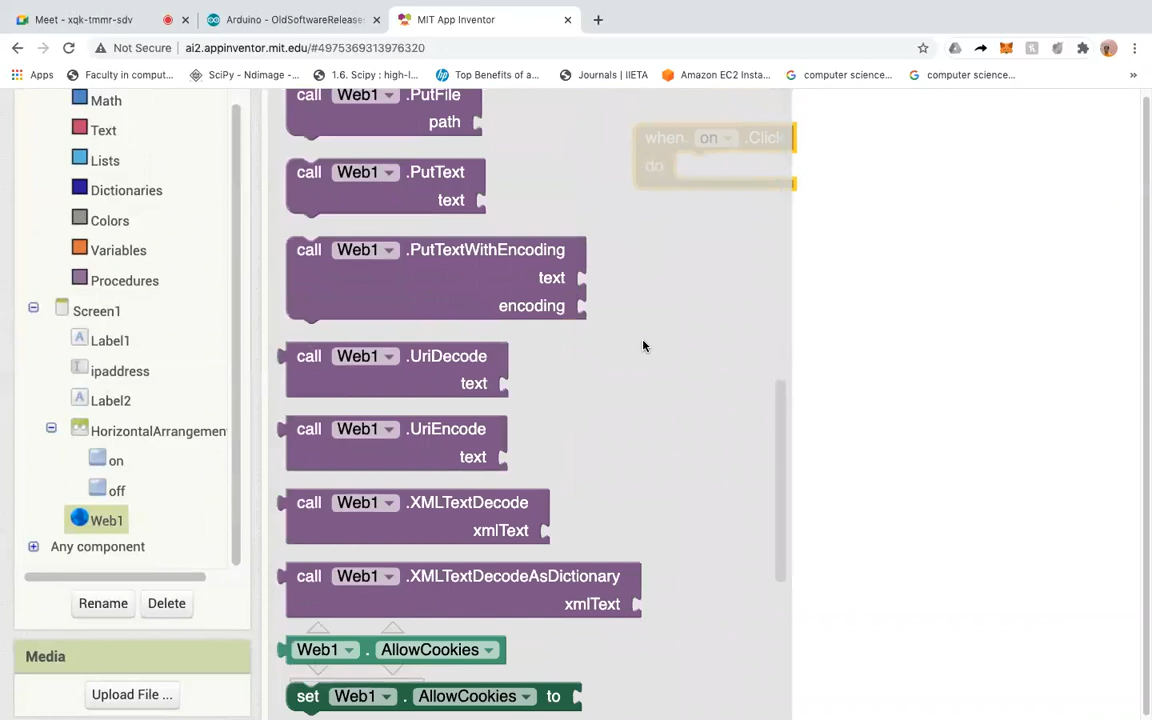 Meet - xqk-tmmr-sdv
Arduino - OldSoftwareRelease
MIT App Inventor
Not Secure
ai2.appinventor.mit.edu/#4975369313976320
Apps
Faculty in comput...
SciPy - Ndimage -...
1.6. Scipy : high-l...
Top Benefits of a...
Journals | IIETA
Amazon EC2 Insta...
computer science...
computer science...
Math
Text
Lists
Dictionaries
Colors
Variables
Procedures
Screen1
Label1
ipaddress
Label2
HorizontalArrangemen
on
off
Web1
Any component
Rename
Delete
Media
Upload File ...
call Web1 .PutFile
path
call Web1 .PutText
text
call Web1 .PutTextWithEncoding
text
encoding
call Web1 .UriDecode
text
call Web1 .UriEncode
text
call Web1 .XMLTextDecode
xmlText
call Web1 .XMLTextDecodeAsDictionary
xmlText
Web1 . AllowCookies
set Web1 . AllowCookies to
when on .Click
do